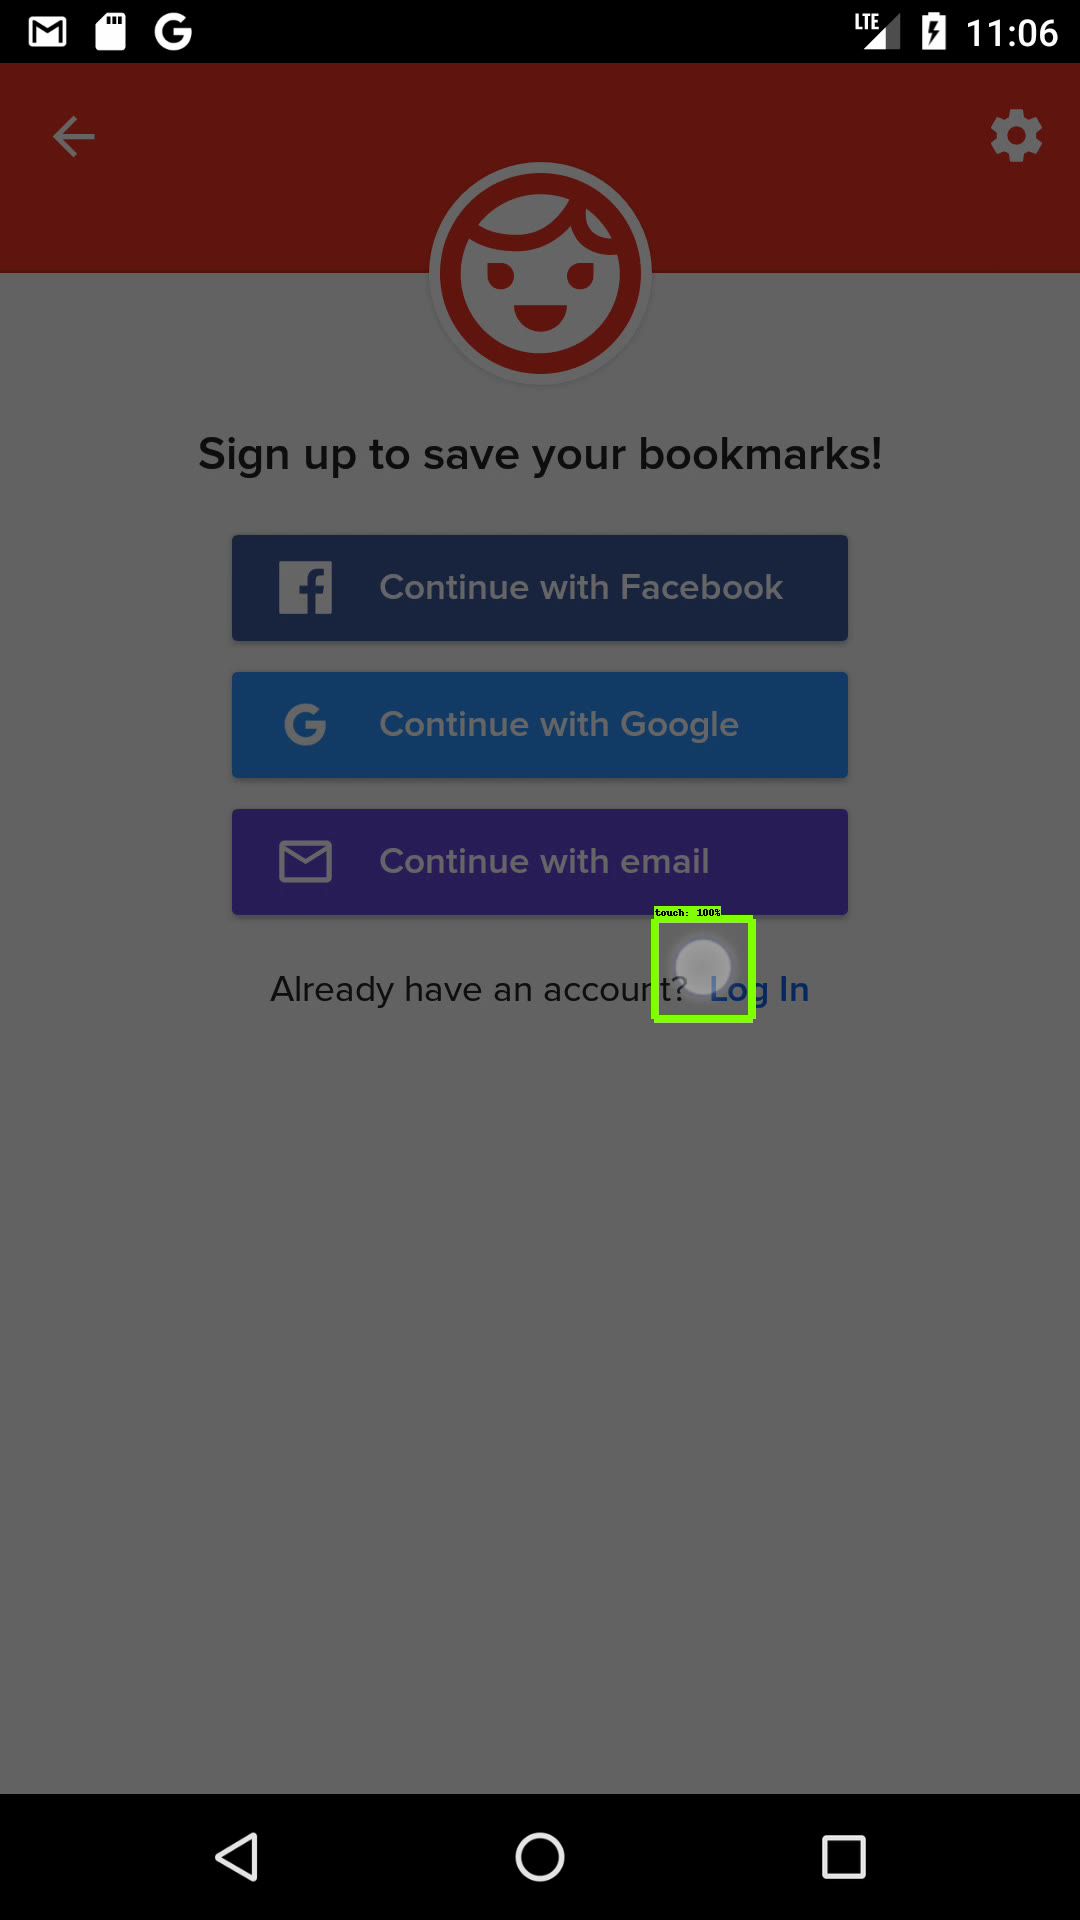 LTE 11:06
Sign up to save your bookmarks!
Continue with Facebook
Continue with Google
Continue with email
touch: 100%
Already have an account? Log In